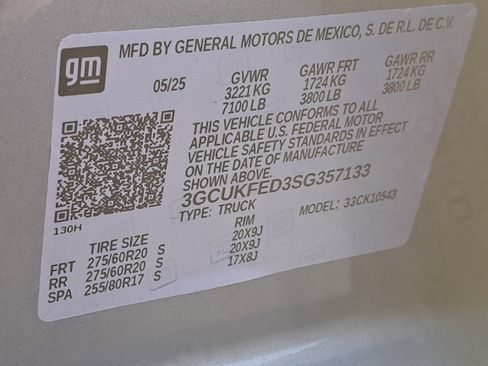 gm
MFD BY GENERAL MOTORS DE MEXICO, S. DE R.L. DE C.V.
05/25 GVWR GAWR FRT GAWR RR
3221 KG 1724 KG 1724 KG
7100 LB 3800 LB 3800 LB
THIS VEHICLE CONFORMS TO ALL
APPLICABLE U.S. FEDERAL MOTOR
VEHICLE SAFETY STANDARDS IN EFFECT
ON THE DATE OF MANUFACTURE
SHOWN ABOVE.
3GCUKFED3SG357133
TYPE: TRUCK MODEL: 33CK10543
130H
TIRE SIZE RIM
FRT 275/60R20 S 20X9J
RR 275/60R20 S 20X9J
SPA 255/80R17 S 17X8J